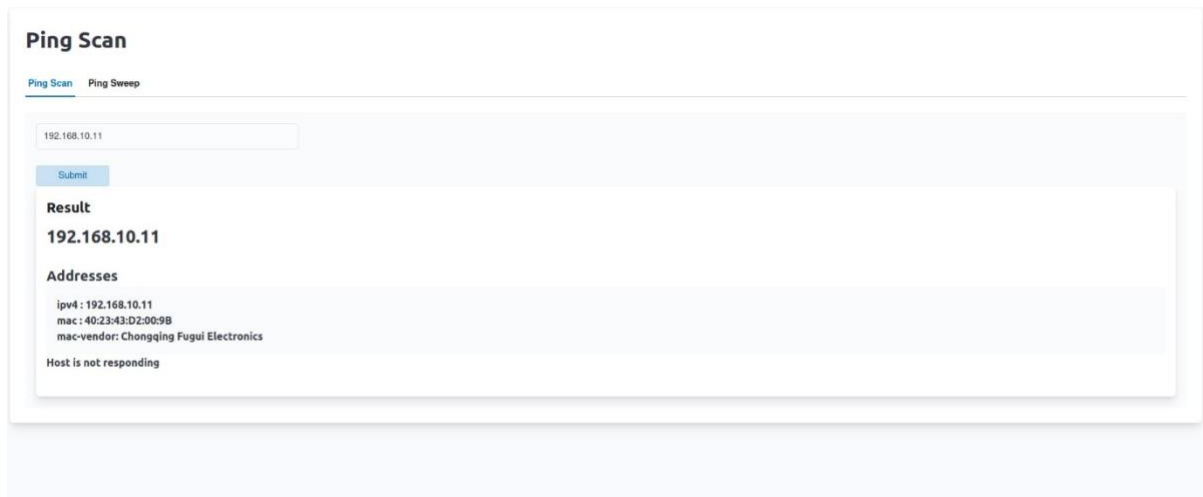 Ping Scan
Ping Scan Ping Sweep
192.168.10.11
Submit
Result
192.168.10.11
Addresses
ipv4 : 192.168.10.11
mac : 40:23:43:D2:00:9B
mac-vendor: Chongqing Fugui Electronics
Host is not responding